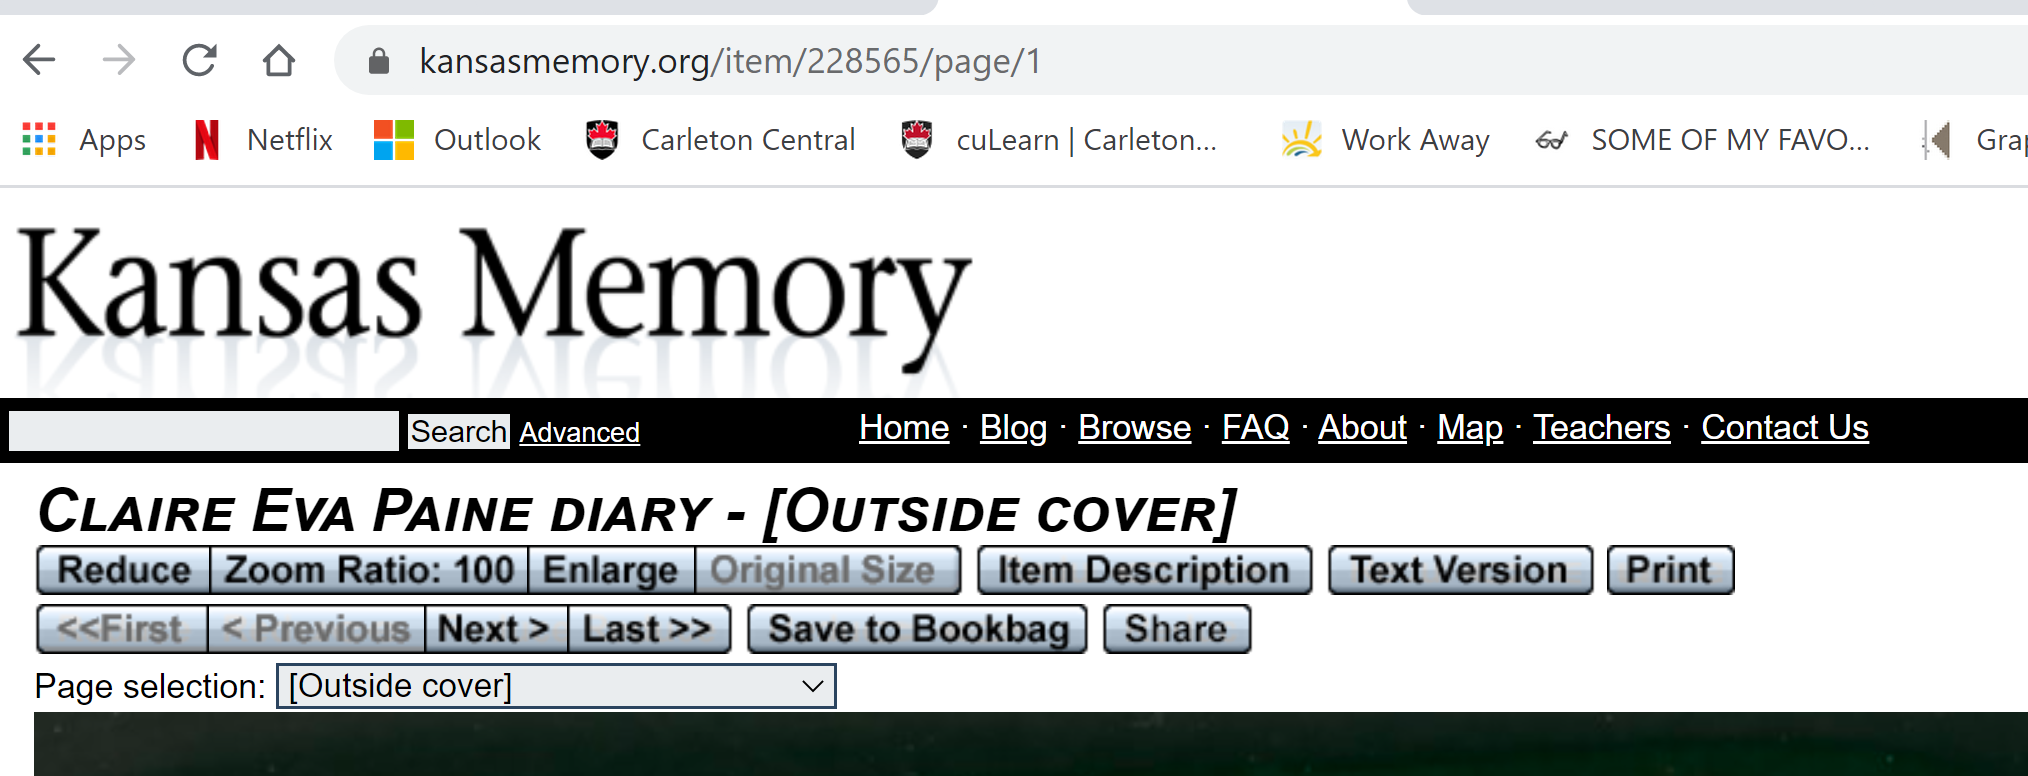 kansasmemory.org/item/228565/page/1
Apps Netflix Outlook Carleton Central cuLearn | Carleton... Work Away SOME OF MY FAVO... Grap
Kansas Memory
Search Advanced Home · Blog · Browse · FAQ · About · Map · Teachers · Contact Us
CLAIRE EVA PAINE DIARY - [OUTSIDE COVER]
Reduce Zoom Ratio: 100 Enlarge Original Size Item Description Text Version Print
<<First < Previous Next > Last >> Save to Bookbag Share
Page selection: [Outside cover]